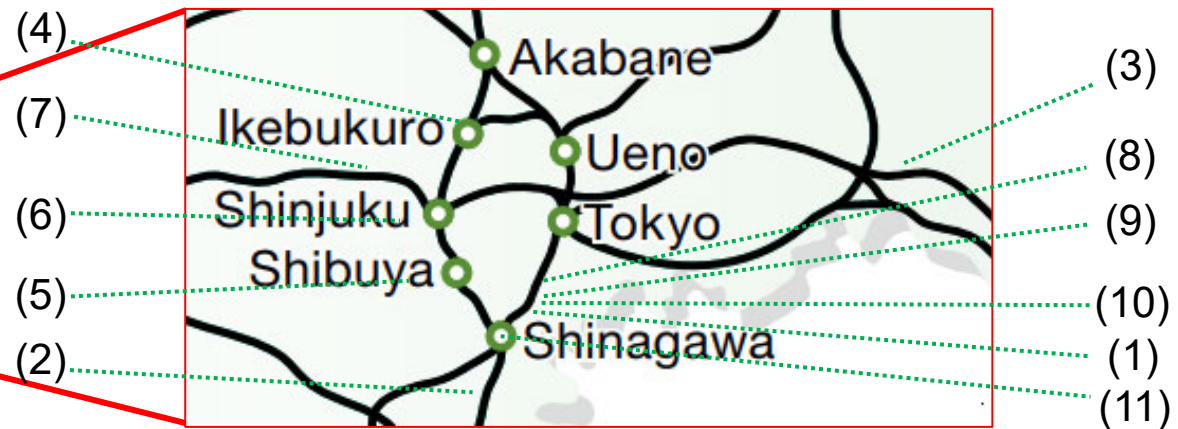 (4)
Akabane
(3)
(7)
Ikebukuro
Ueno
(8)
(6)
Shinjuku
Tokyo
(9)
Shibuya
(5)
(10)
Shinagawa
(1)
(2)
(11)